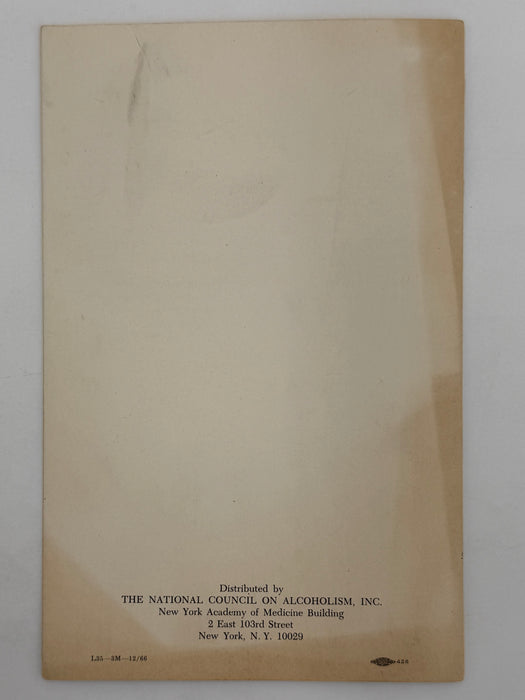 Distributed by
THE NATIONAL COUNCIL ON ALCOHOLISM, INC.
New York Academy of Medicine Building
2 East 103rd Street
New York, N. Y. 10029
L35—3M—12/66